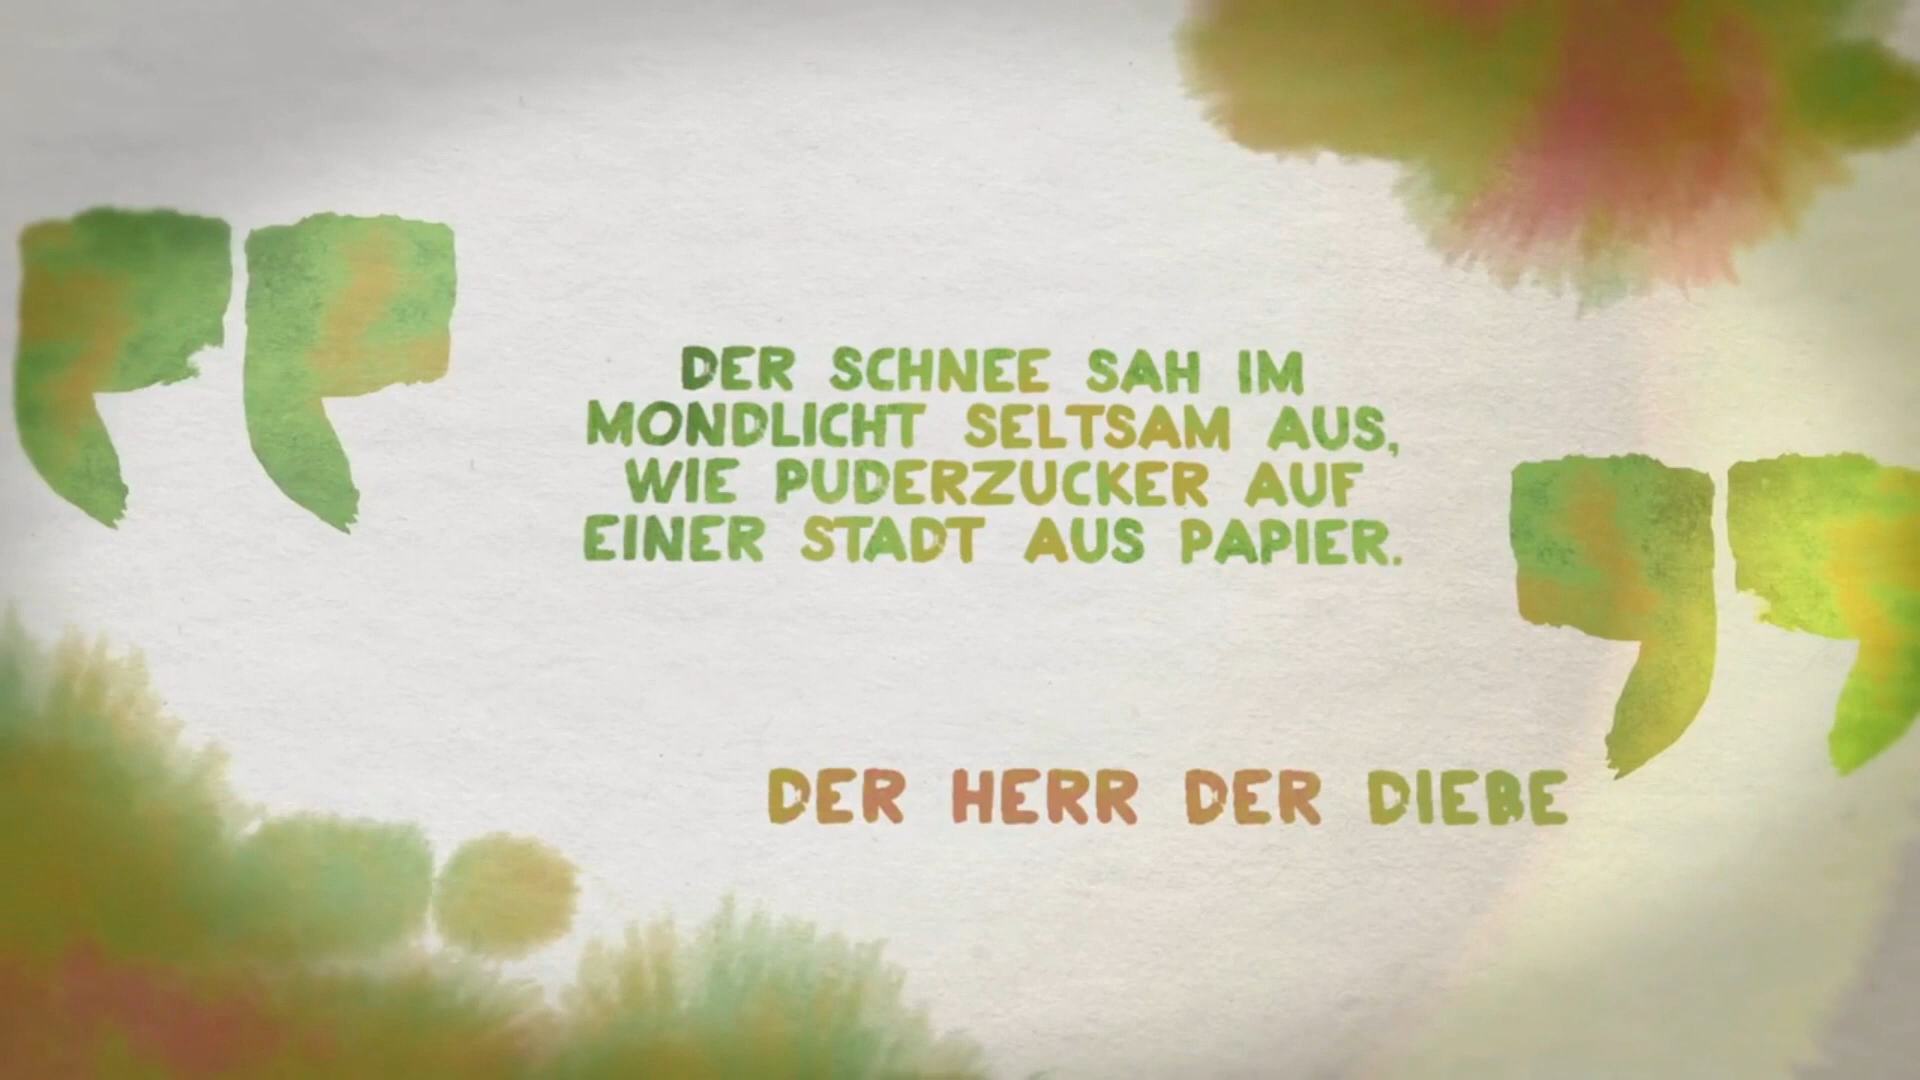 DER SCHNEE SAH IM
MONDLICHT SELTSAM AUS,
WIE PUDERZUCKER AUF
EINER STADT AUS PAPIER.
DER HERR DER DIEBE